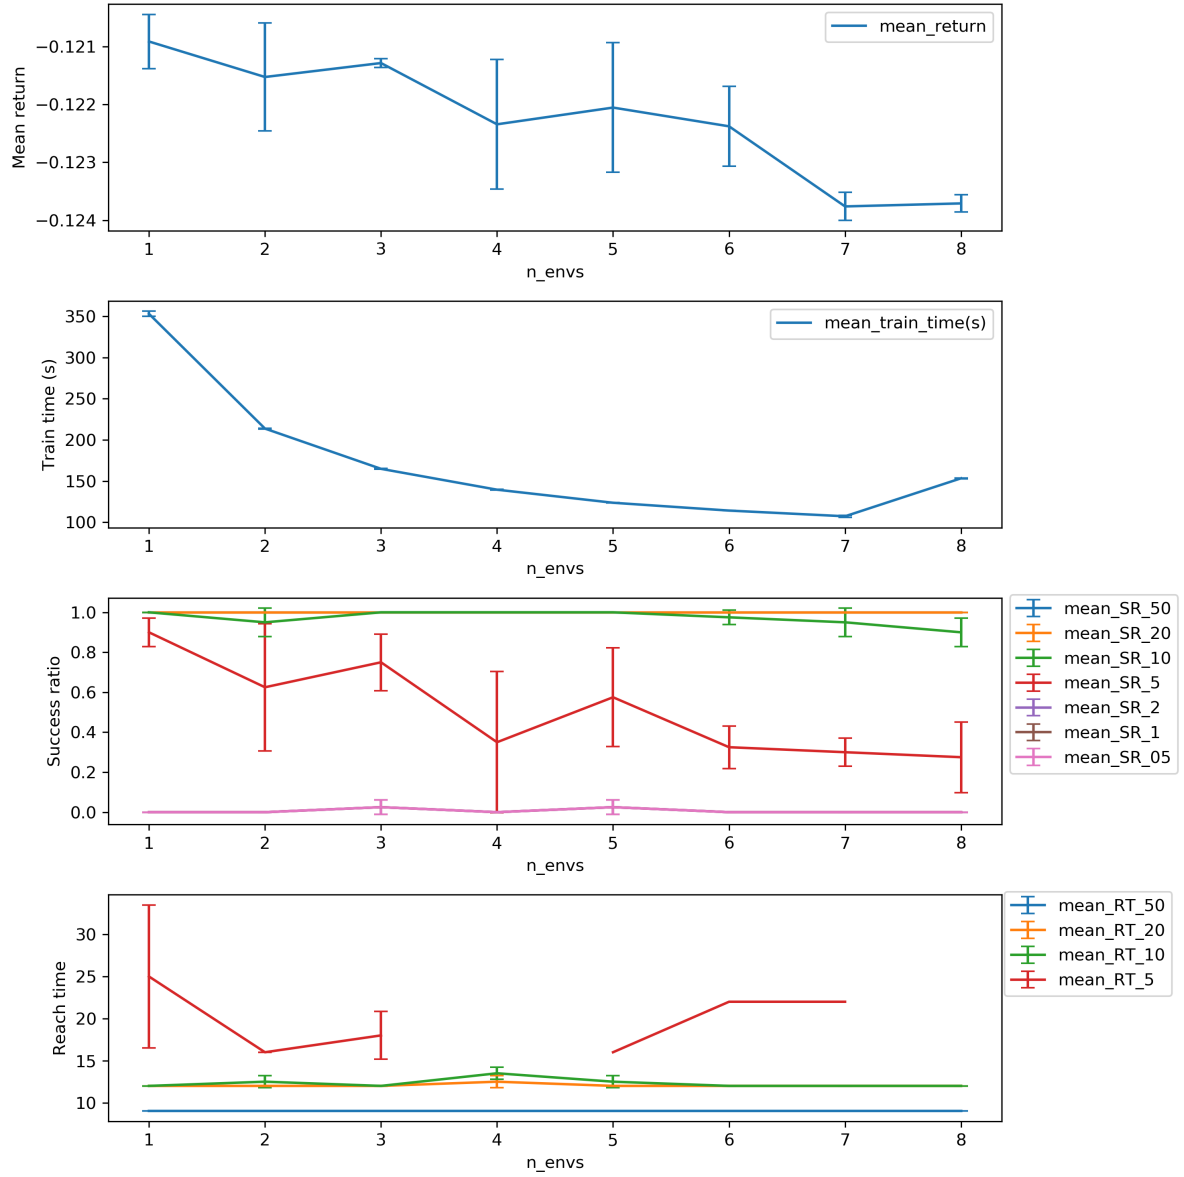 −0.121
−0.122
−0.123
−0.124
Mean return
mean_return
1 2 3 4 5 6 7 8
n_envs
350
300
250
200
150
100
Train time (s)
mean_train_time(s)
1 2 3 4 5 6 7 8
n_envs
1.0
0.8
0.6
0.4
0.2
0.0
Success ratio
1 2 3 4 5 6 7 8
n_envs
mean_SR_50
mean_SR_20
mean_SR_10
mean_SR_5
mean_SR_2
mean_SR_1
mean_SR_05
30
25
20
15
10
Reach time
1 2 3 4 5 6 7 8
n_envs
mean_RT_50
mean_RT_20
mean_RT_10
mean_RT_5